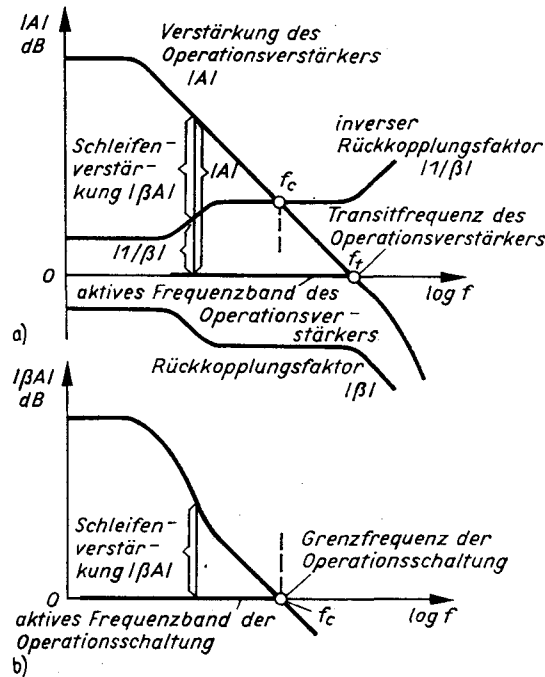 |A|
dB
Verstärkung des
Operationsverstärkers
|A|
Schleifen-
verstär-
kung |βA|
|A|
inverser
Rückkopplungsfaktor
|1/β|
f_c
|1/β|
Transitfrequenz des
Operationsverstärkers
f_t
0
log f
aktives Frequenzband des
Operationsver-
stärkers
a)
Rückkopplungsfaktor
|β|
|βA|
dB
Schleifen-
verstär-
kung |βA|
Grenzfrequenz der
Operationsschaltung
0
f_c
log f
aktives Frequenzband der
Operationsschaltung
b)